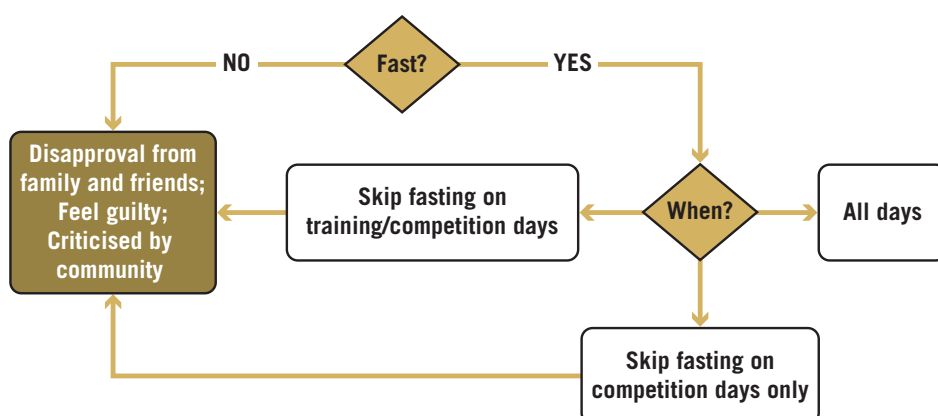 NO
Fast?
YES
Disapproval from
family and friends;
Feel guilty;
Criticised by
community
Skip fasting on
training/competition days
When?
All days
Skip fasting on
competition days only